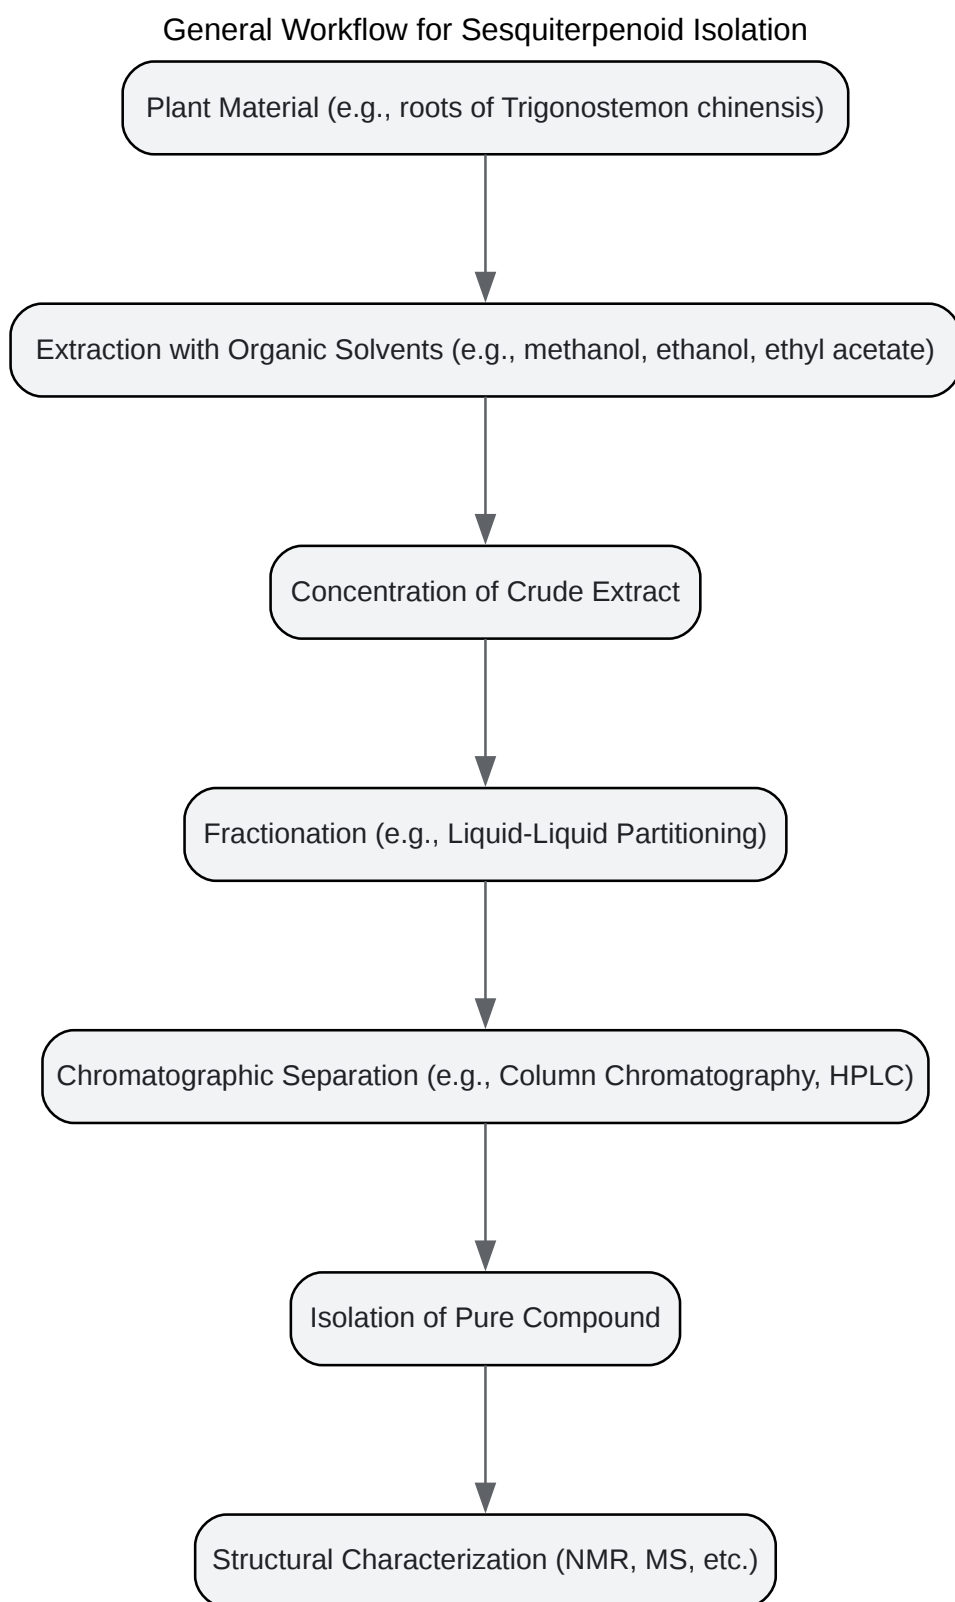 General Workflow for Sesquiterpenoid Isolation
Plant Material (e.g., roots of Trigonostemon chinensis)
Extraction with Organic Solvents (e.g., methanol, ethanol, ethyl acetate)
Concentration of Crude Extract
Fractionation (e.g., Liquid-Liquid Partitioning)
Chromatographic Separation (e.g., Column Chromatography, HPLC)
Isolation of Pure Compound
Structural Characterization (NMR, MS, etc.)